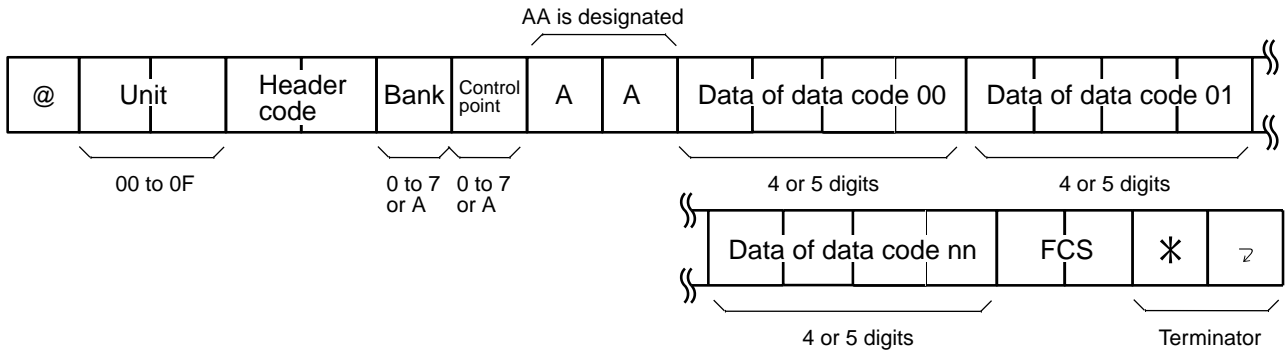 AA is designated
@ Unit Header code Bank Control point A A Data of data code 00 Data of data code 01
00 to 0F 0 to 7 or A 0 to 7 or A 4 or 5 digits 4 or 5 digits
Data of data code nn FCS * ↵
4 or 5 digits Terminator